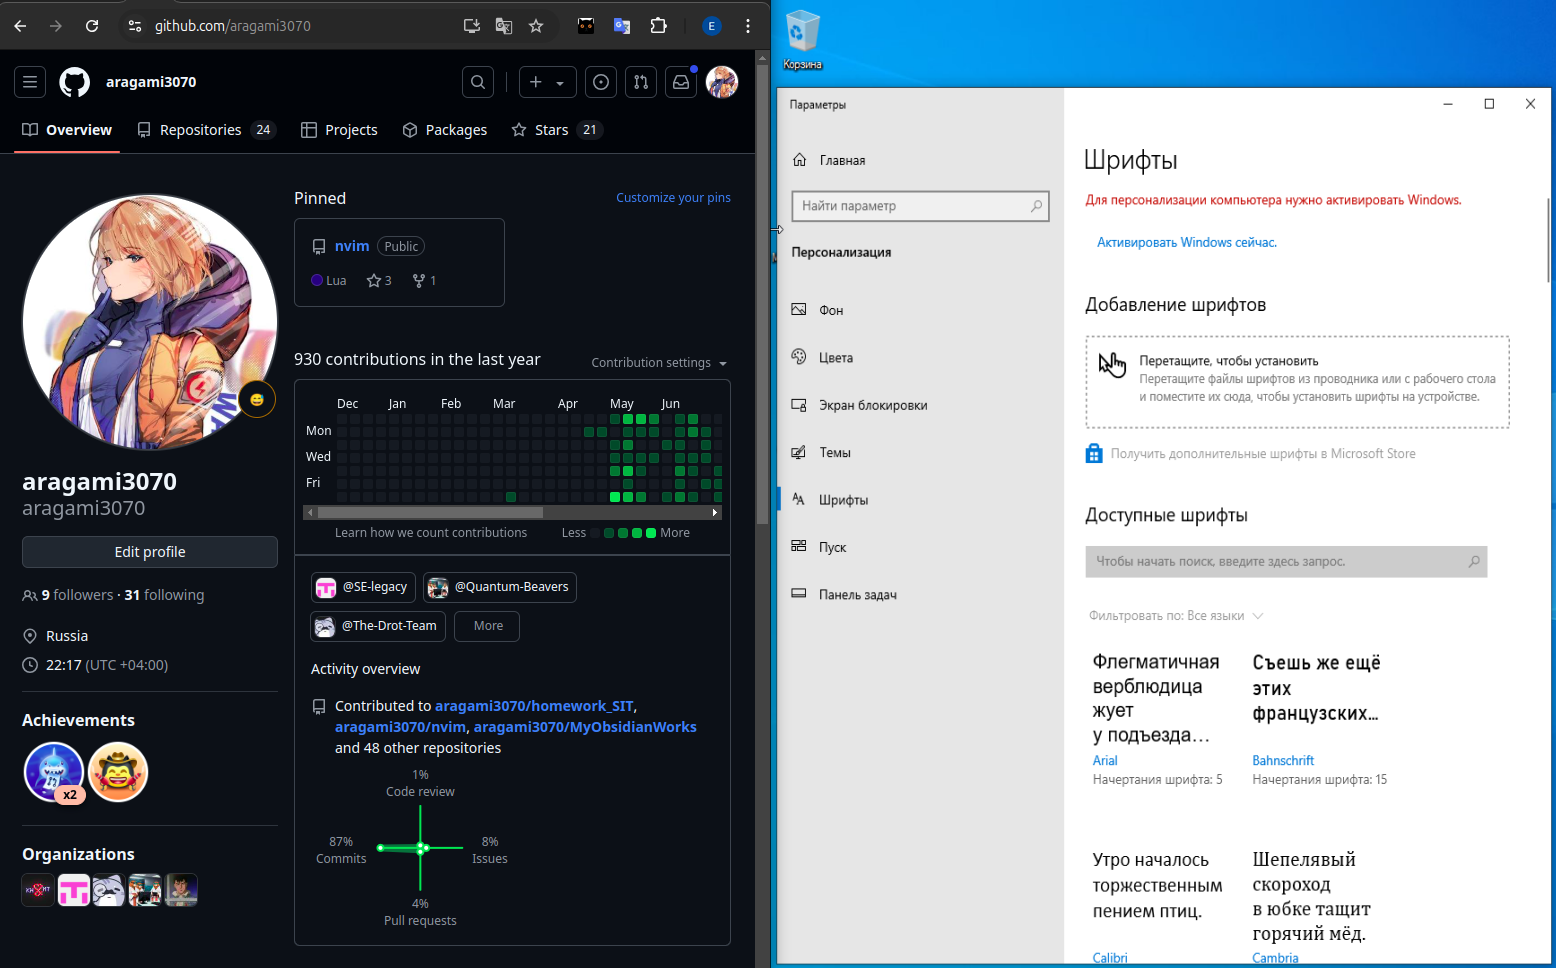 github.com/aragami3070
E
aragami3070
Overview
Repositories 24
Projects
Packages
Stars 21
Pinned
Customize your pins
nvim Public
Lua 3 1
930 contributions in the last year
Contribution settings
Dec Jan Feb Mar Apr May Jun
Mon
Wed
Fri
Learn how we count contributions
Less More
@SE-legacy
@Quantum-Beavers
@The-Drot-Team
More
Activity overview
Contributed to aragami3070/homework_SIT,
aragami3070/nvim, aragami3070/MyObsidianWorks
and 48 other repositories
1%
Code review
87%
Commits
8%
Issues
4%
Pull requests
aragami3070
aragami3070
Edit profile
9 followers · 31 following
Russia
22:17 (UTC +04:00)
Achievements
x2
Organizations
Корзина
Параметры
Главная
Найти параметр
Персонализация
Фон
Цвета
Экран блокировки
Темы
Шрифты
Пуск
Панель задач
Шрифты
Для персонализации компьютера нужно активировать Windows.
Активировать Windows сейчас.
Добавление шрифтов
Перетащите, чтобы установить
Перетащите файлы шрифтов из проводника или с рабочего стола
и поместите их сюда, чтобы установить шрифты на устройстве.
Получить дополнительные шрифты в Microsoft Store
Доступные шрифты
Чтобы начать поиск, введите здесь запрос.
Фильтровать по: Все языки
Флегматичная
верблюдица
жует
у подъезда…
Arial
Начертания шрифта: 5
Съешь же ещё
этих
французских…
Bahnschrift
Начертания шрифта: 15
Утро началось
торжественным
пением птиц.
Calibri
Шепелявый
скороход
в юбке тащит
горячий мёд.
Cambria